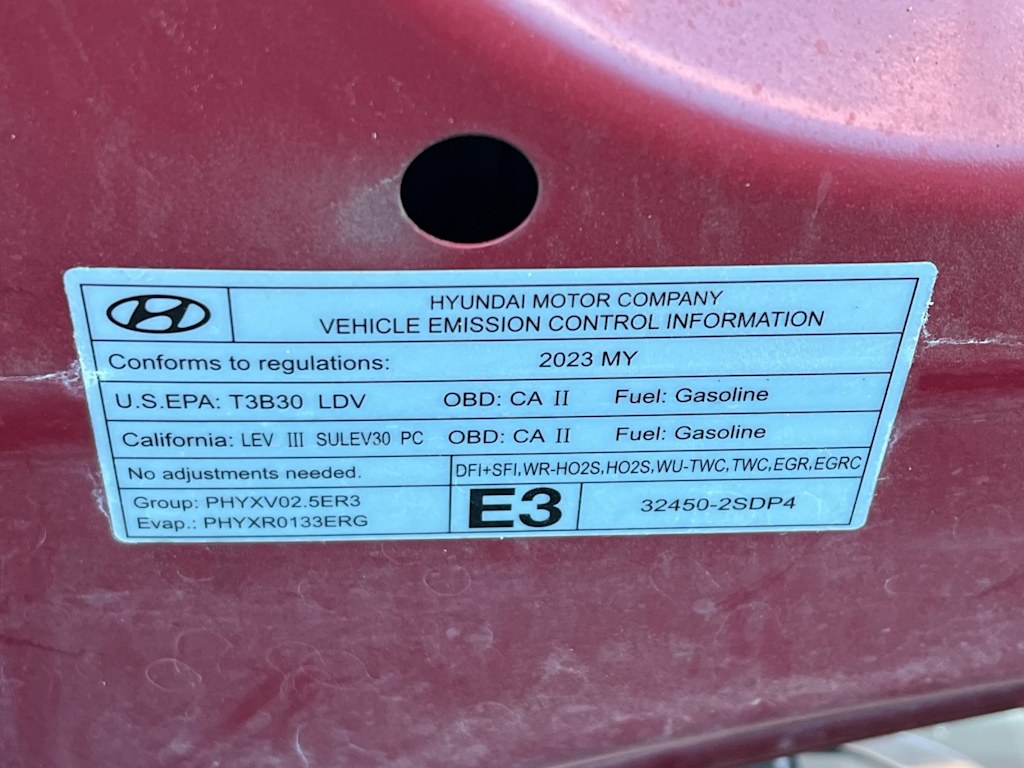 HYUNDAI MOTOR COMPANY
VEHICLE EMISSION CONTROL INFORMATION
Conforms to regulations: 2023 MY
U.S.EPA: T3B30 LDV OBD: CA II Fuel: Gasoline
California: LEV III SULEV30 PC OBD: CA II Fuel: Gasoline
No adjustments needed. DFI+SFI,WR-HO2S,HO2S,WU-TWC,TWC,EGR,EGRC
Group: PHYXV02.5ER3
Evap.: PHYXR0133ERG
E3
32450-2SDP4